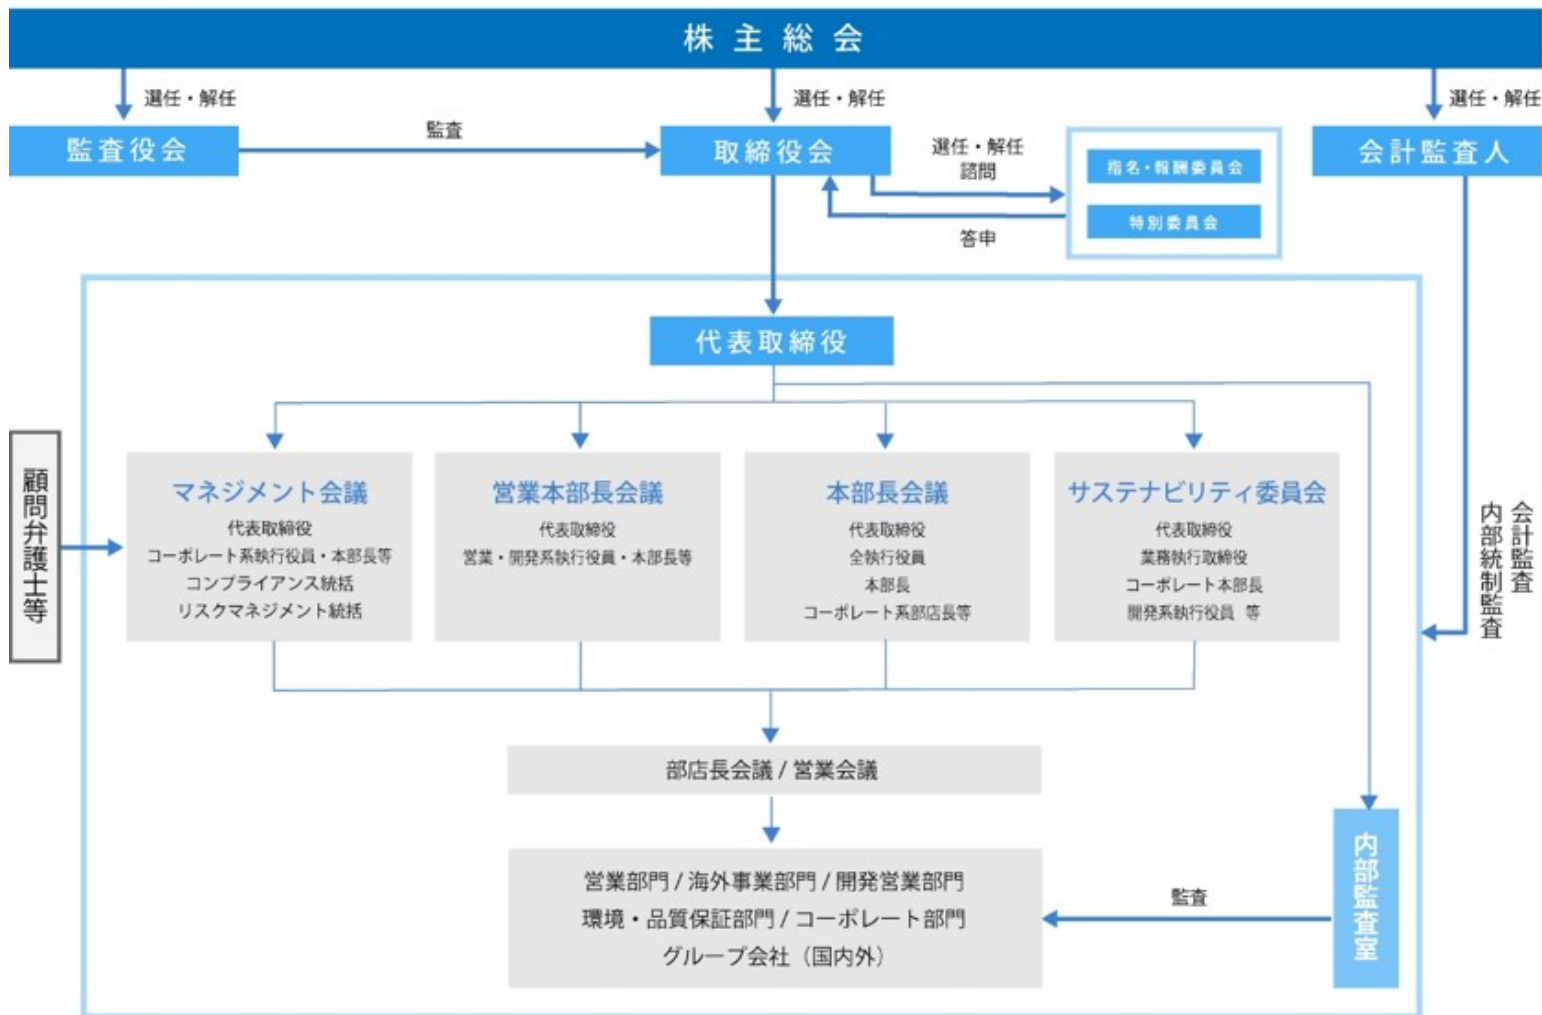 株主総会
選任・解任
選任・解任
選任・解任
監査役会
監査
取締役会
選任・解任
諮問
答申
指名・報酬委員会
特別委員会
会計監査人
代表取締役
顧問弁護士等
マネジメント会議
代表取締役
コーポレート系執行役員・本部長等
コンプライアンス統括
リスクマネジメント統括
営業本部長会議
代表取締役
営業・開発系執行役員・本部長等
本部長会議
代表取締役
全執行役員
本部長
コーポレート系部店長等
サステナビリティ委員会
代表取締役
業務執行取締役
コーポレート本部長
開発系執行役員 等
会計監査
内部統制監査
部店長会議 / 営業会議
営業部門 / 海外事業部門 / 開発営業部門
環境・品質保証部門 / コーポレート部門
グループ会社（国内外）
監査
内部監査室